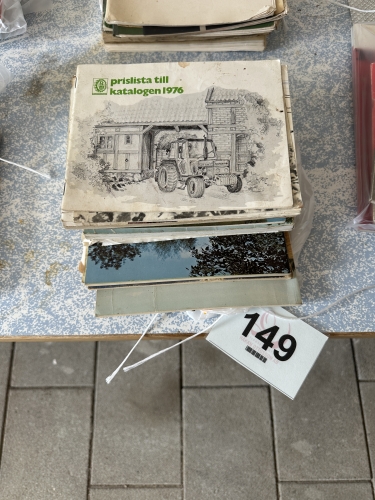 prislista till
katalogen 1976
149